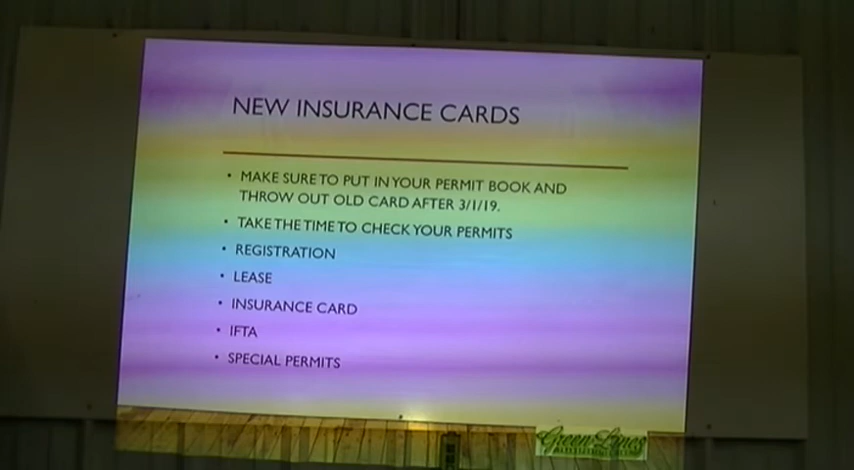 NEW INSURANCE CARDS
• MAKE SURE TO PUT IN YOUR PERMIT BOOK AND
THROW OUT OLD CARD AFTER 3/1/19.
• TAKE THE TIME TO CHECK YOUR PERMITS
• REGISTRATION
• LEASE
• INSURANCE CARD
• IFTA
• SPECIAL PERMITS
Green Lines